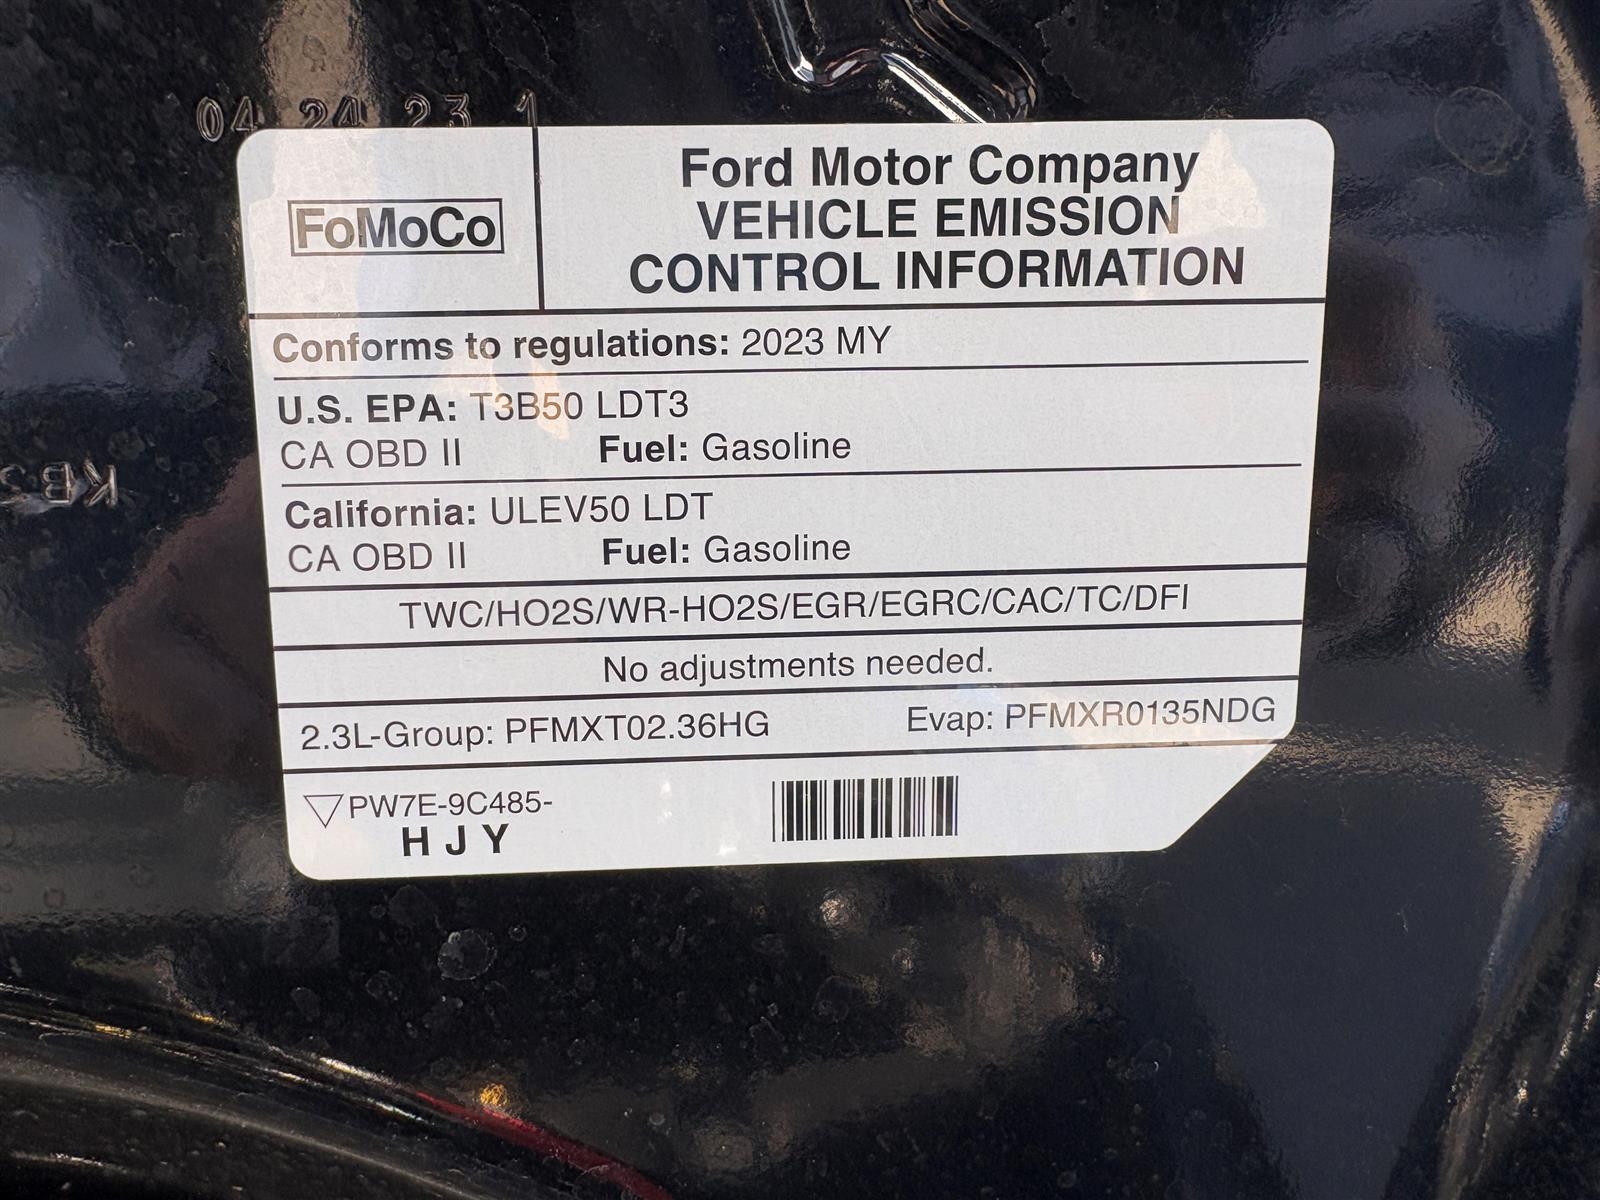 04 24 23 1
FoMoCo
Ford Motor Company
VEHICLE EMISSION
CONTROL INFORMATION
Conforms to regulations: 2023 MY
U.S. EPA: T3B50 LDT3
CA OBD II Fuel: Gasoline
California: ULEV50 LDT
CA OBD II Fuel: Gasoline
TWC/HO2S/WR-HO2S/EGR/EGRC/CAC/TC/DFI
No adjustments needed.
2.3L-Group: PFMXT02.36HG Evap: PFMXR0135NDG
PW7E-9C485-
H J Y